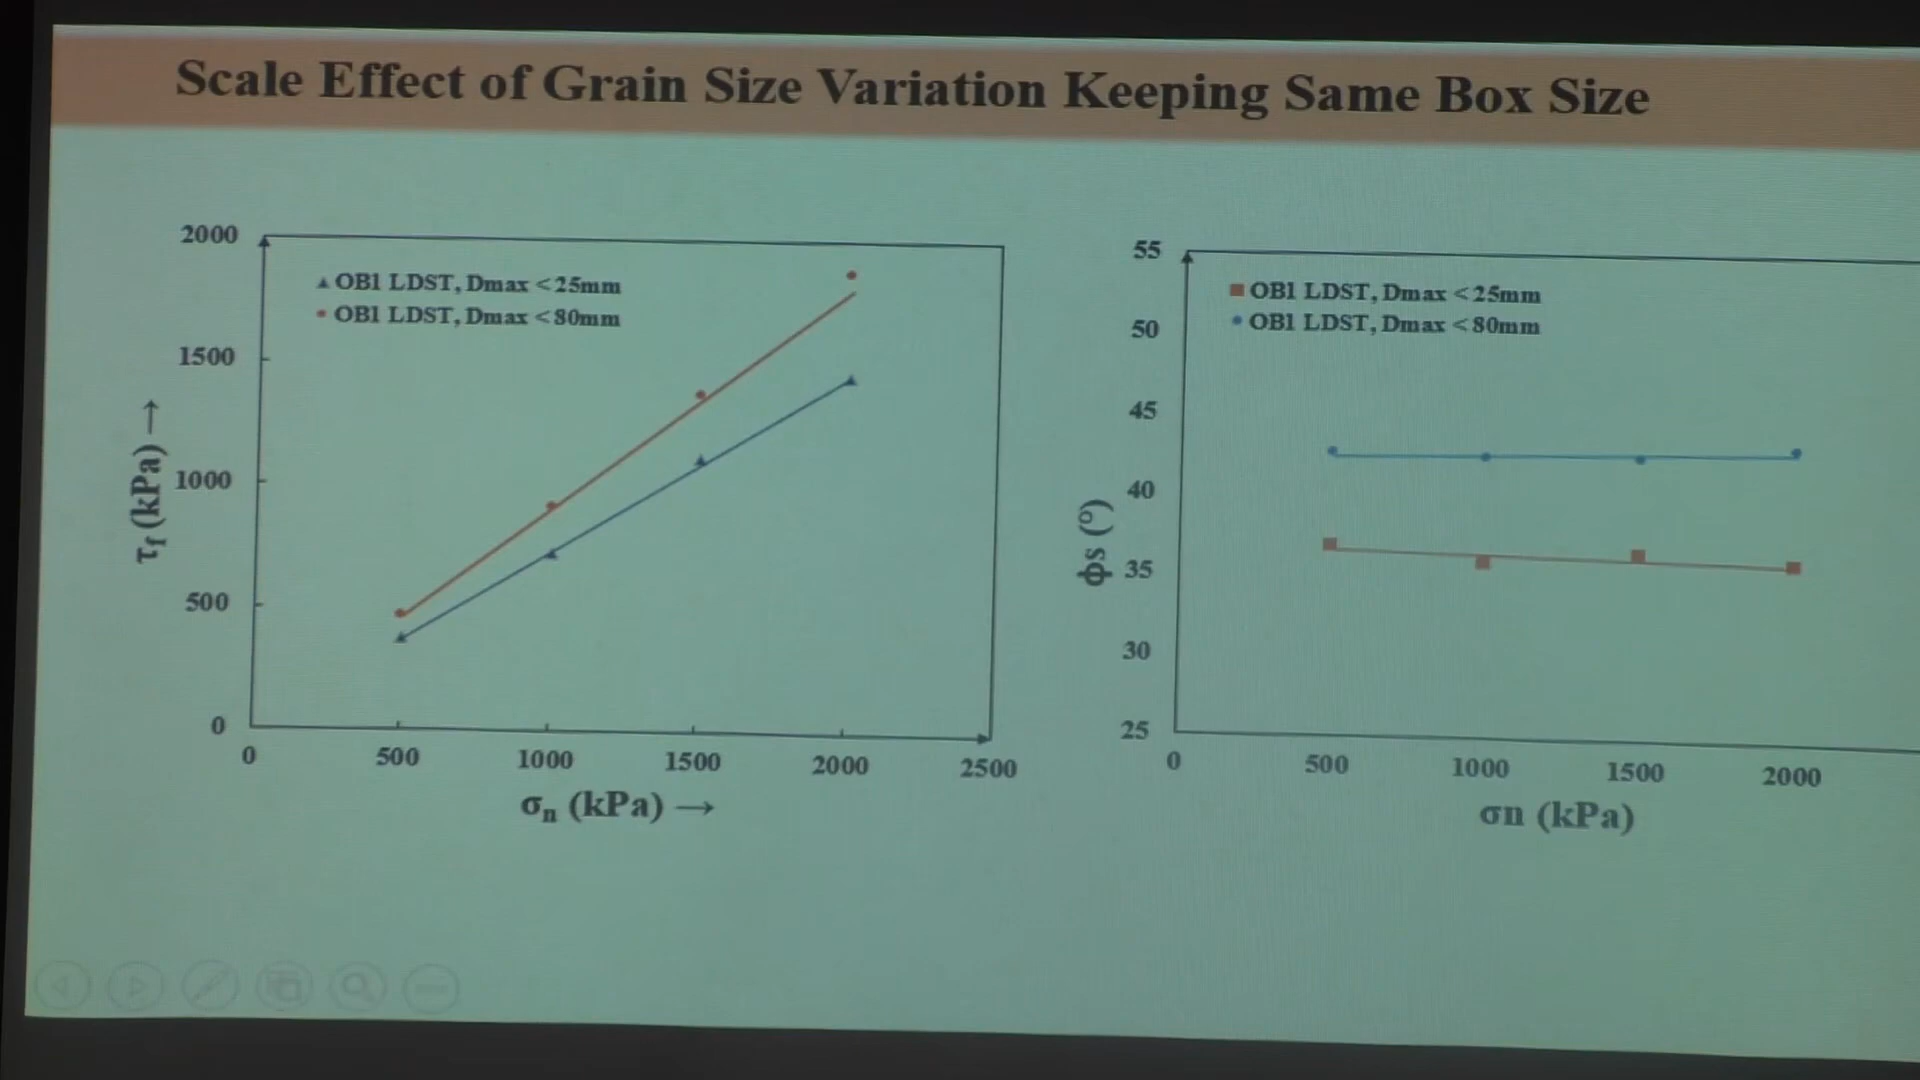 Scale Effect of Grain Size Variation Keeping Same Box Size
2000
1500
1000
500
0
τf (kPa) →
▲ OB1 LDST, Dmax <25mm
• OB1 LDST, Dmax <80mm
0 500 1000 1500 2000 2500
σn (kPa) →
55
50
45
40
35
30
25
ϕs (°)
■ OB1 LDST, Dmax <25mm
• OB1 LDST, Dmax <80mm
0 500 1000 1500 2000
σn (kPa)